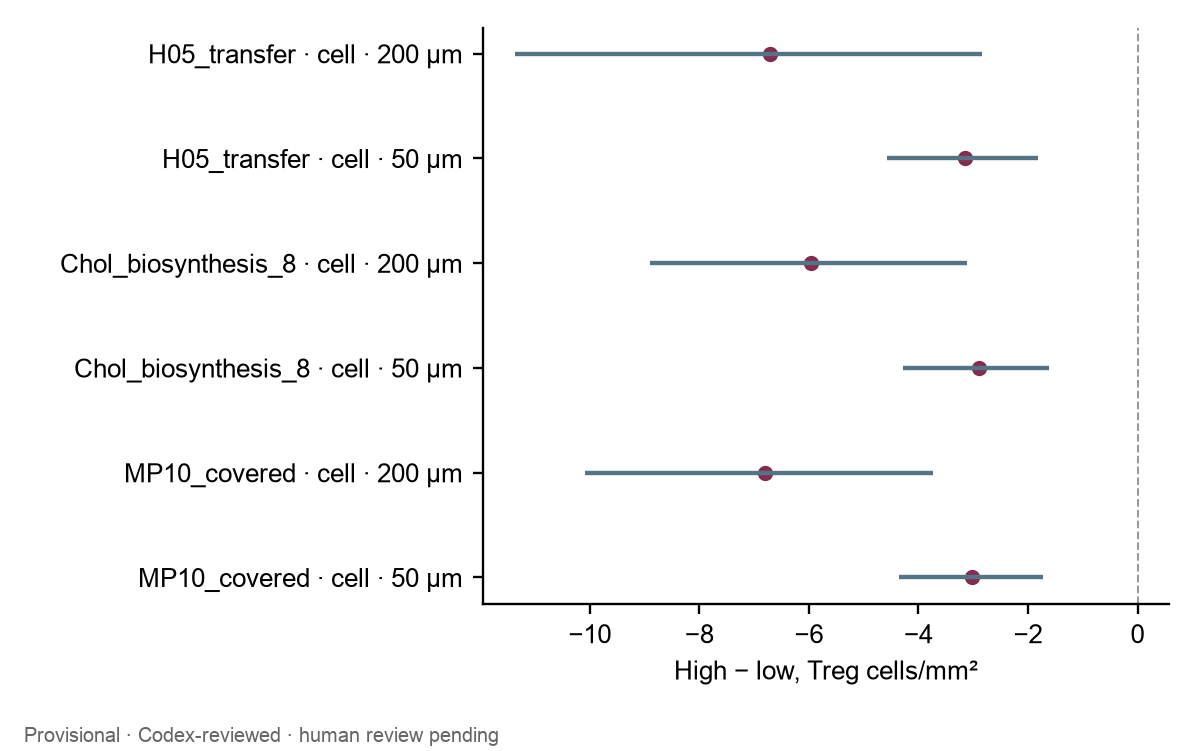 H05_transfer · cell · 200 µm
H05_transfer · cell · 50 µm
Chol_biosynthesis_8 · cell · 200 µm
Chol_biosynthesis_8 · cell · 50 µm
MP10_covered · cell · 200 µm
MP10_covered · cell · 50 µm
−10 −8 −6 −4 −2 0
High − low, Treg cells/mm²
Provisional · Codex-reviewed · human review pending